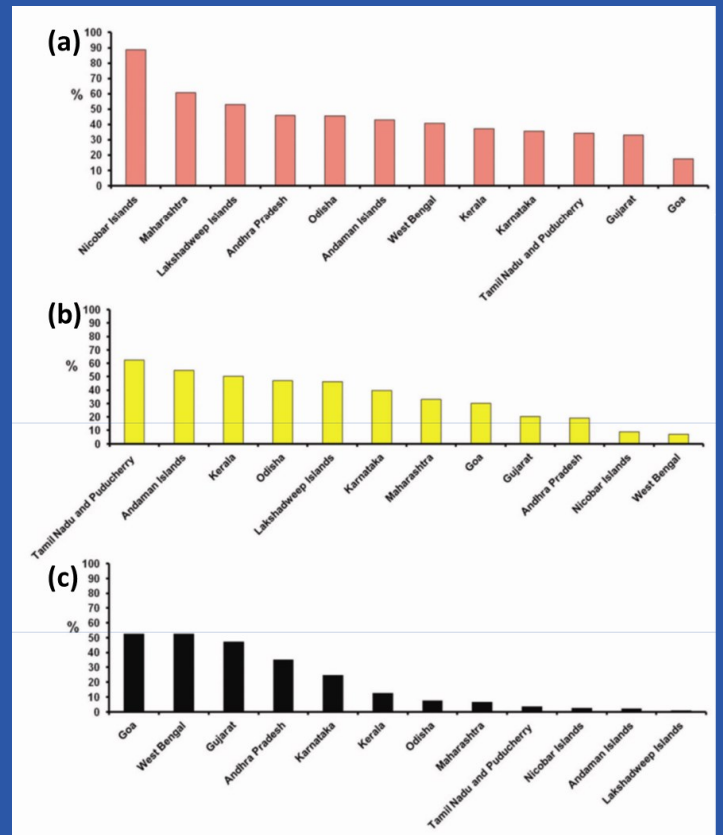 (a)
100
90
80
70
%
60
50
40
30
20
10
0
Nicobar Islands
Maharashtra
Lakshadweep Islands
Andhra Pradesh
Odisha
Andaman Islands
West Bengal
Kerala
Karnataka
Tamil Nadu and Puducherry
Gujarat
Goa
(b)
100
90
80
70
%
60
50
40
30
20
10
0
Tamil Nadu and Puducherry
Andaman Islands
Kerala
Odisha
Lakshadweep Islands
Karnataka
Maharashtra
Goa
Gujarat
Andhra Pradesh
Nicobar Islands
West Bengal
(c)
100
90
80
70
60
%
50
40
30
20
10
0
Goa
West Bengal
Gujarat
Andhra Pradesh
Karnataka
Kerala
Odisha
Maharashtra
Tamil Nadu and Puducherry
Nicobar Islands
Andaman Islands
Lakshadweep Islands